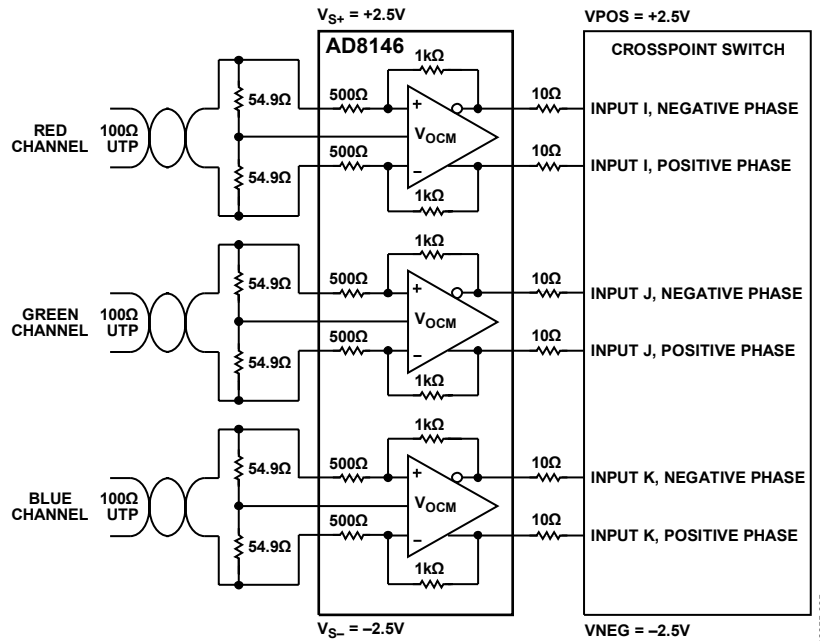 VS+ = +2.5V
VPOS = +2.5V
AD8146
CROSSPOINT SWITCH
RED
CHANNEL
100Ω
UTP
54.9Ω
54.9Ω
500Ω
500Ω
1kΩ
+
VOCM
–
1kΩ
10Ω
10Ω
INPUT I, NEGATIVE PHASE
INPUT I, POSITIVE PHASE
GREEN
CHANNEL
100Ω
UTP
54.9Ω
54.9Ω
500Ω
500Ω
1kΩ
+
VOCM
–
1kΩ
10Ω
10Ω
INPUT J, NEGATIVE PHASE
INPUT J, POSITIVE PHASE
BLUE
CHANNEL
100Ω
UTP
54.9Ω
54.9Ω
500Ω
500Ω
1kΩ
+
VOCM
–
1kΩ
10Ω
10Ω
INPUT K, NEGATIVE PHASE
INPUT K, POSITIVE PHASE
VS– = –2.5V
VNEG = –2.5V